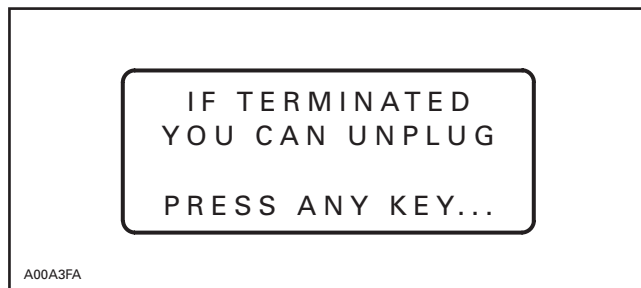 IF TERMINATED
YOU CAN UNPLUG
PRESS ANY KEY...
A00A3FA